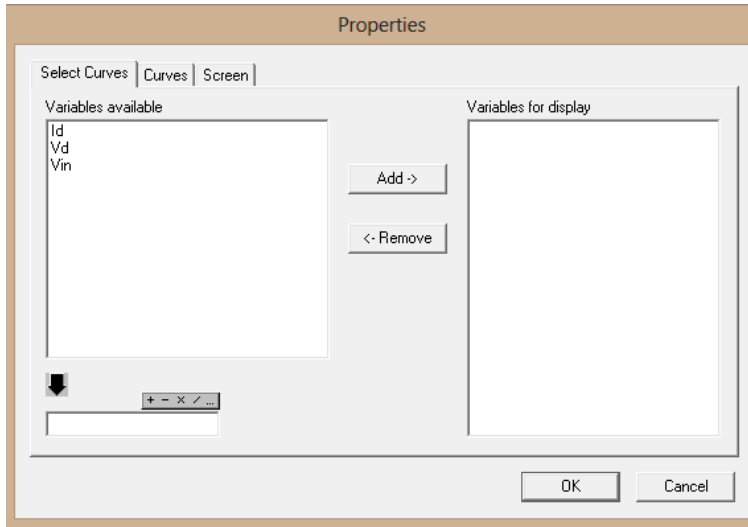 Properties
Select Curves Curves Screen
Variables available
Variables for display
Id
Vd
Vin
Add ->
<- Remove
+ - × / ...
OK Cancel